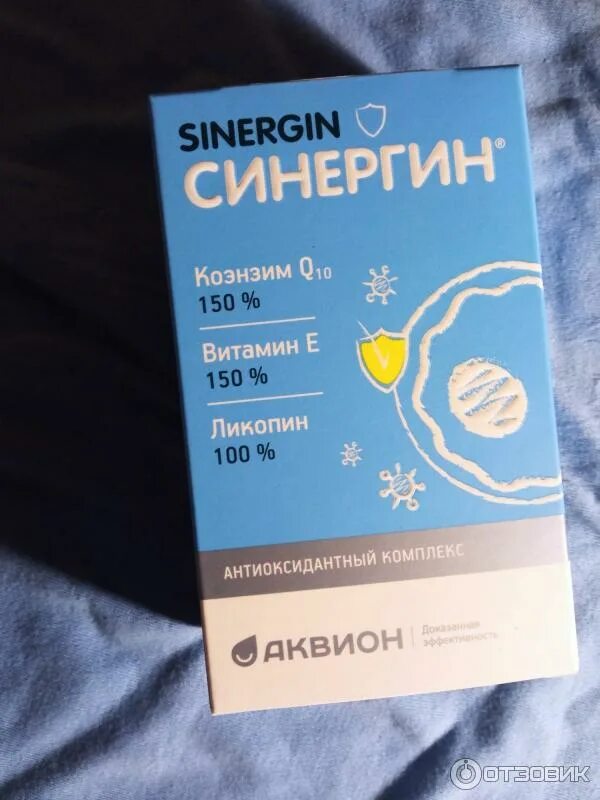 SINERGIN
СИНЕРГИН®
Коэнзим Q10
150 %
Витамин Е
150 %
Ликопин
100 %
АНТИОКСИДАНТНЫЙ КОМПЛЕКС
АКВИОН
Доказанная
эффективность
ОТЗОВИК